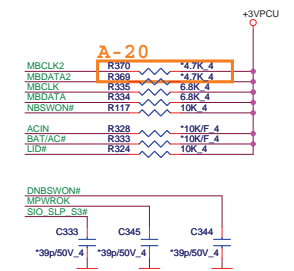 +3VPCU
A-20
MBCLK2 R370 *4.7K_4
MBDATA2 R369 *4.7K_4
MBCLK R335 6.8K_4
MBDATA R334 6.8K_4
NBSWON# R117 10K_4
ACIN R328 *10K/F_4
BAT/AC# R333 *10K/F_4
LID# R324 10K_4
DNBSWON#
MPWROK
SIO_SLP_S3#
C333 C345 C344
*39p/50V_4 *39p/50V_4 *39p/50V_4